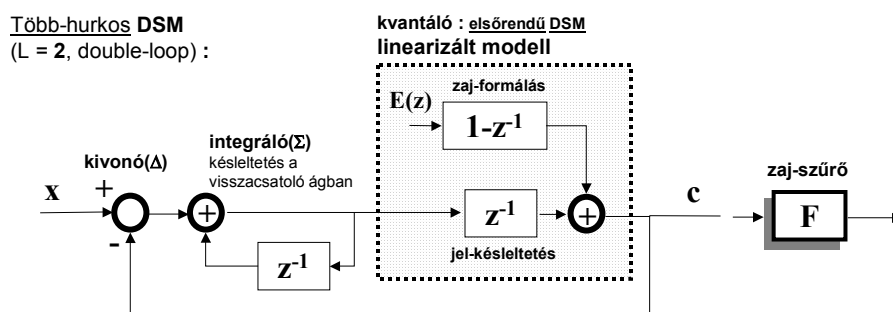 Több-hurkos DSM
(L = 2, double-loop) :
kvantáló : elsőrendű DSM
linearizált modell
zaj-formálás
E(z)
1-z⁻¹
integráló(Σ)
késleltetés a
visszacsatoló ágban
kivonó(Δ)
zaj-szűrő
x
+
-
+
z⁻¹
z⁻¹
jel-késleltetés
+
c
F